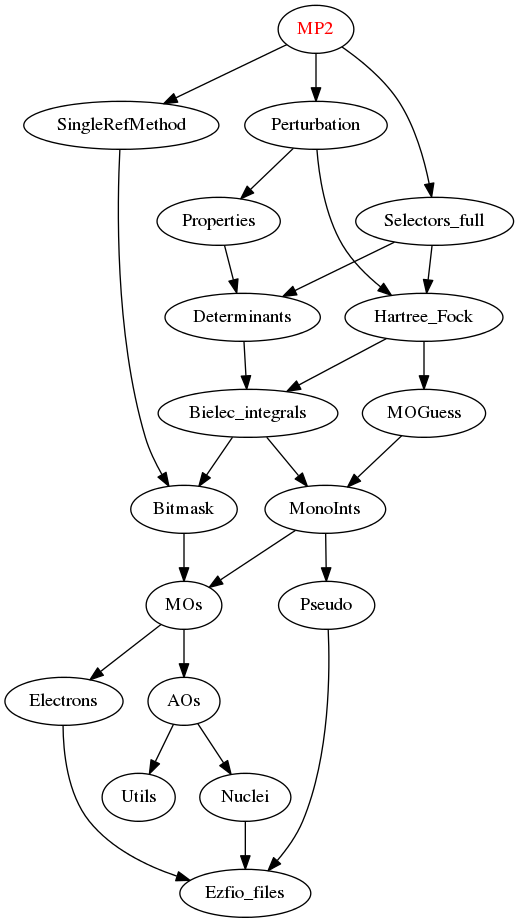 MP2
SingleRefMethod
Perturbation
Properties
Selectors_full
Determinants
Hartree_Fock
Bielec_integrals
MOGuess
Bitmask
MonoInts
MOs
Pseudo
Electrons
AOs
Utils
Nuclei
Ezfio_files